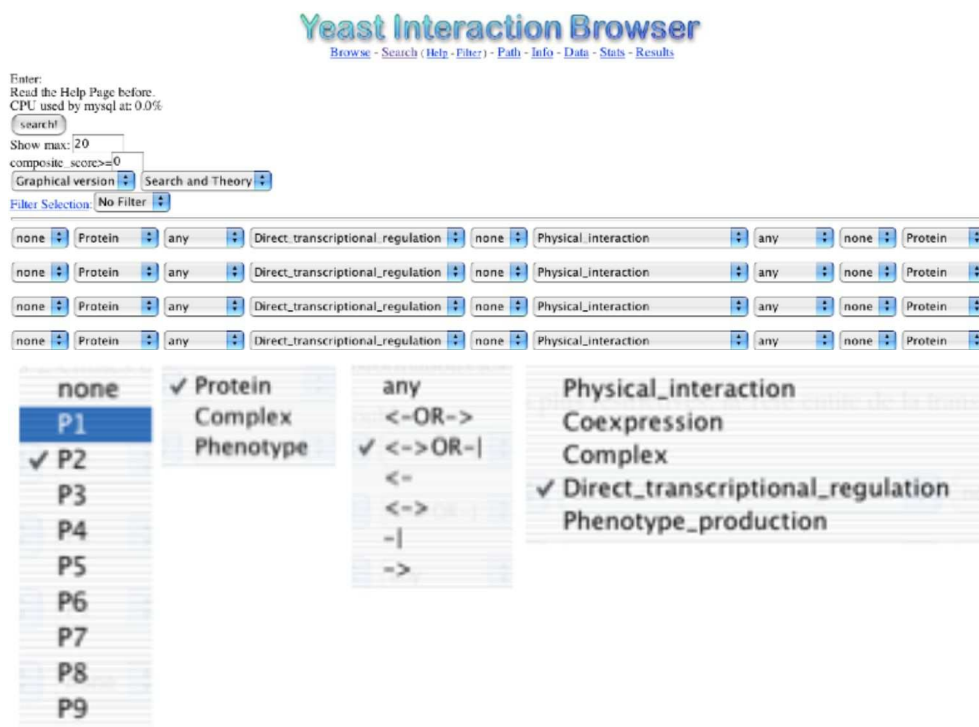 Yeast Interaction Browser
Browse - Search ( Help - Filter ) - Path - Info - Data - Stats - Results
Enter:
Read the Help Page before.
CPU used by mysql at: 0.0%
search!
Show max: 20
composite_score>=0
Graphical version Search and Theory
Filter Selection: No Filter
none Protein any Direct_transcriptional_regulation none Physical_interaction any none Protein
none Protein any Direct_transcriptional_regulation none Physical_interaction any none Protein
none Protein any Direct_transcriptional_regulation none Physical_interaction any none Protein
none Protein any Direct_transcriptional_regulation none Physical_interaction any none Protein
none
P1
✓ P2
P3
P4
P5
P6
P7
P8
P9
✓ Protein
Complex
Phenotype
any
<-OR->
✓ <->OR-|
<-
<->
-|
->
Physical_interaction
Coexpression
Complex
✓ Direct_transcriptional_regulation
Phenotype_production